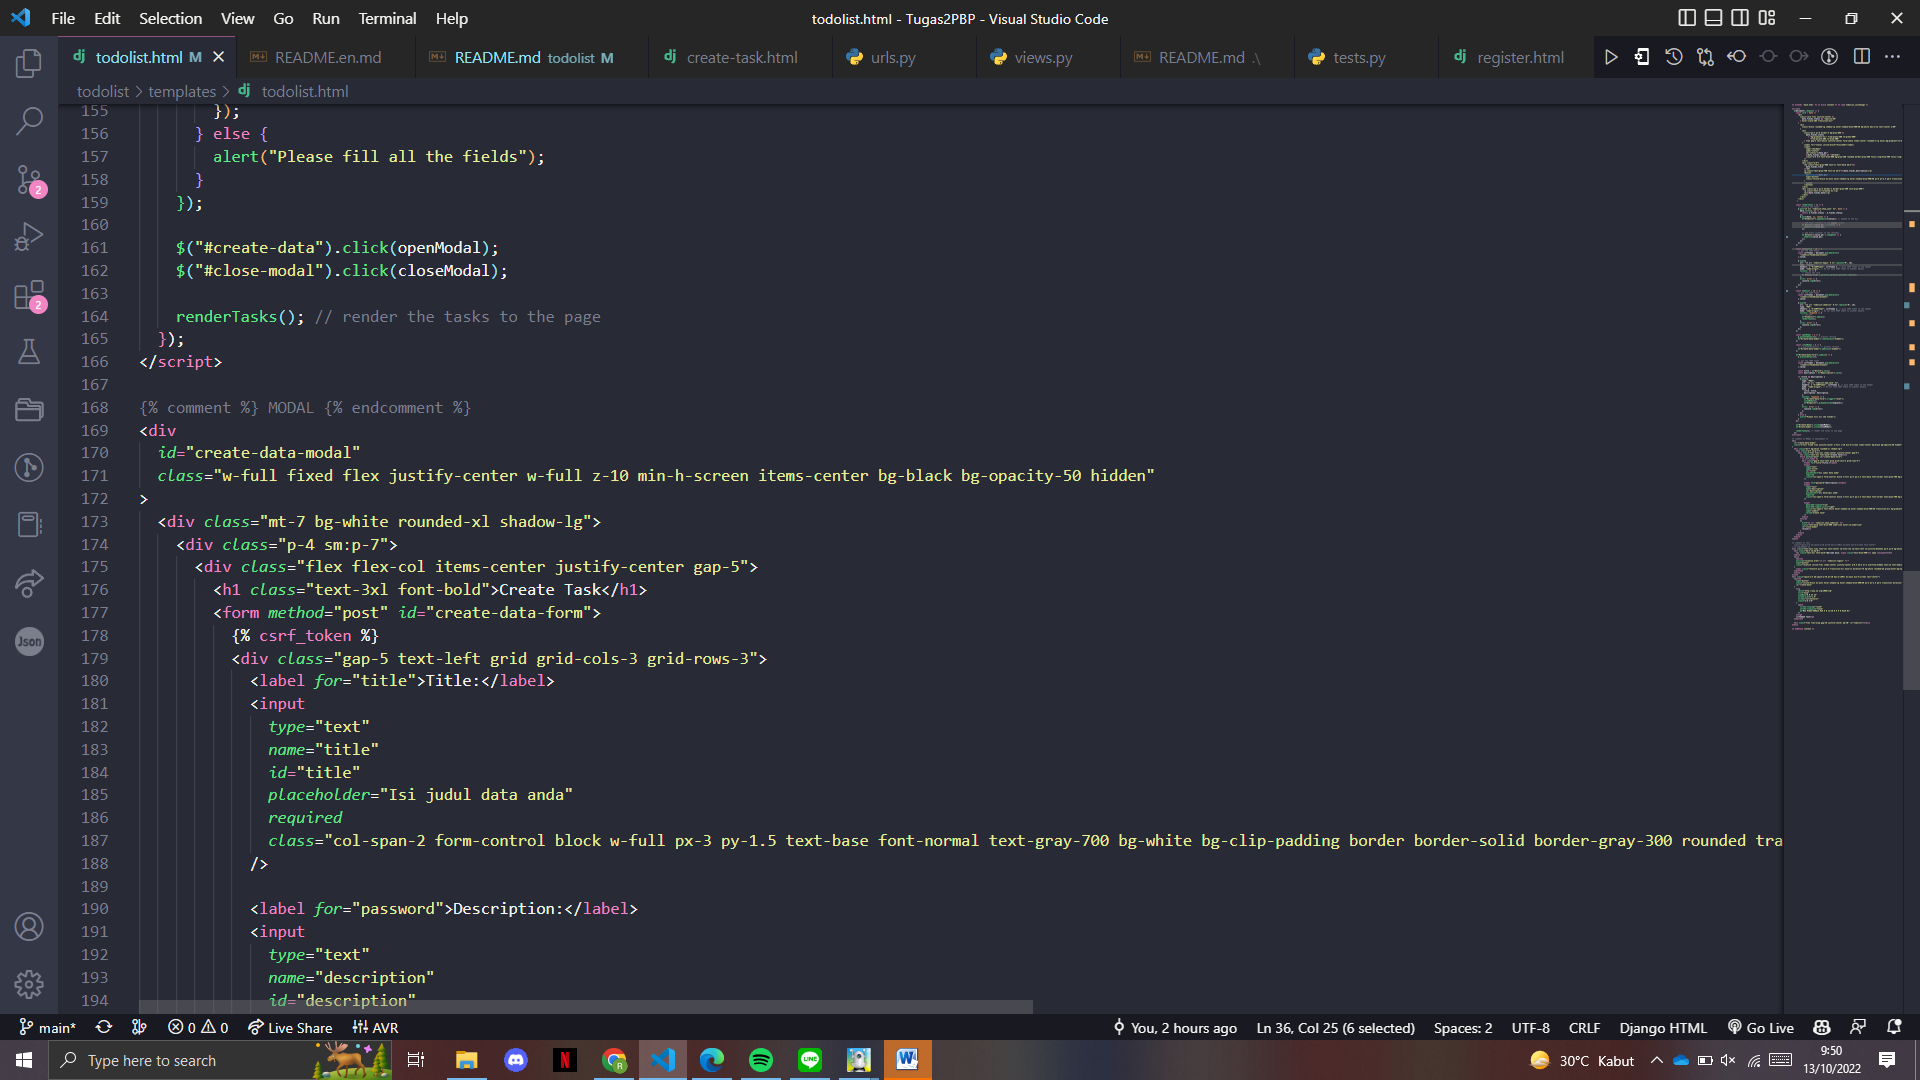 File Edit Selection View Go Run Terminal Help
todolist.html - Tugas2PBP - Visual Studio Code
todolist.html M
README.en.md
README.md todolist M
create-task.html
urls.py
views.py
README.md .\
tests.py
register.html
todolist > templates > todolist.html
155 });
156 } else {
157 alert("Please fill all the fields");
158 }
159 });
160
161 $("#create-data").click(openModal);
162 $("#close-modal").click(closeModal);
163
164 renderTasks(); // render the tasks to the page
165 });
166 </script>
167
168 {% comment %} MODAL {% endcomment %}
169 <div
170 id="create-data-modal"
171 class="w-full fixed flex justify-center w-full z-10 min-h-screen items-center bg-black bg-opacity-50 hidden"
172 >
173 <div class="mt-7 bg-white rounded-xl shadow-lg">
174 <div class="p-4 sm:p-7">
175 <div class="flex flex-col items-center justify-center gap-5">
176 <h1 class="text-3xl font-bold">Create Task</h1>
177 <form method="post" id="create-data-form">
178 {% csrf_token %}
179 <div class="gap-5 text-left grid grid-cols-3 grid-rows-3">
180 <label for="title">Title:</label>
181 <input
182 type="text"
183 name="title"
184 id="title"
185 placeholder="Isi judul data anda"
186 required
187 class="col-span-2 form-control block w-full px-3 py-1.5 text-base font-normal text-gray-700 bg-white bg-clip-padding border border-solid border-gray-300 rounded tra
188 />
189
190 <label for="password">Description:</label>
191 <input
192 type="text"
193 name="description"
194 id="description"
2
2
Json
main*
0 0
Live Share
AVR
You, 2 hours ago
Ln 36, Col 25 (6 selected)
Spaces: 2
UTF-8
CRLF
Django HTML
Go Live
Type here to search
30°C Kabut
9:50
13/10/2022